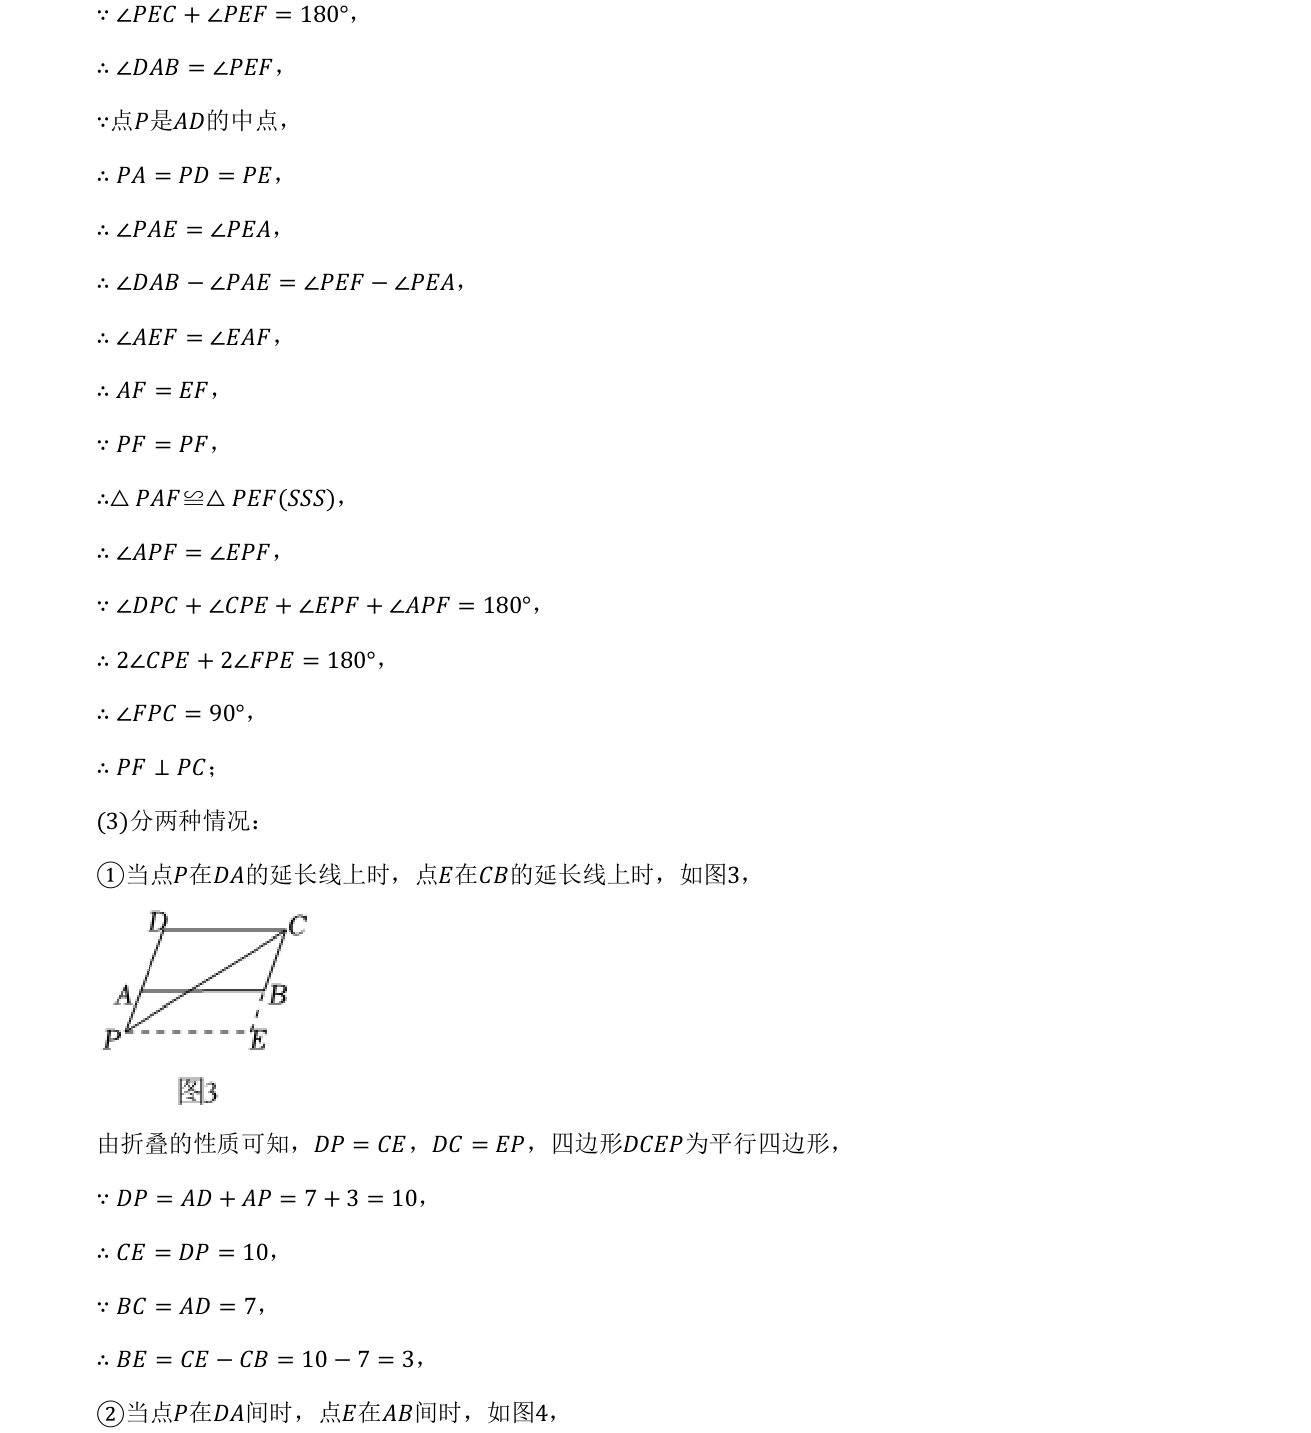 ∵ ∠PEC + ∠PEF = 180°，
∴ ∠DAB = ∠PEF，
∵点P是AD的中点，
∴ PA = PD = PE，
∴ ∠PAE = ∠PEA，
∴ ∠DAB − ∠PAE = ∠PEF − ∠PEA，
∴ ∠AEF = ∠EAF，
∴ AF = EF，
∵ PF = PF，
∴△ PAF≌△ PEF(SSS)，
∴ ∠APF = ∠EPF，
∵ ∠DPC + ∠CPE + ∠EPF + ∠APF = 180°，
∴ 2∠CPE + 2∠FPE = 180°，
∴ ∠FPC = 90°，
∴ PF ⊥ PC；
(3)分两种情况：
①当点P在DA的延长线上时，点E在CB的延长线上时，如图3，
D C
A B
P E
图3
由折叠的性质可知，DP = CE，DC = EP，四边形DCEP为平行四边形，
∵ DP = AD + AP = 7 + 3 = 10，
∴ CE = DP = 10，
∵ BC = AD = 7，
∴ BE = CE − CB = 10 − 7 = 3，
②当点P在DA间时，点E在AB间时，如图4，